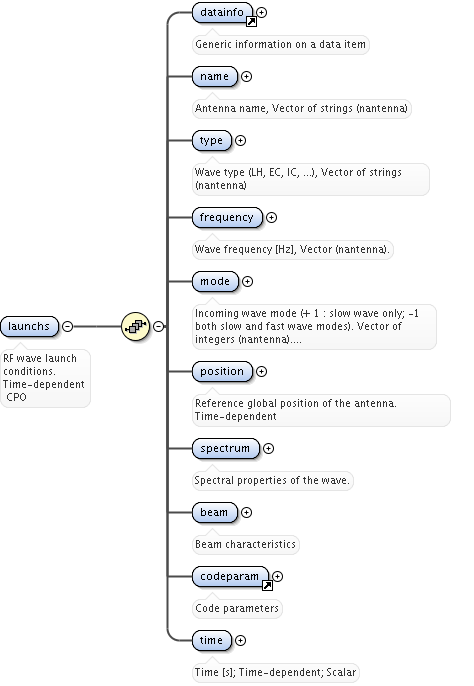 datainfo
Generic information on a data item
name
Antenna name, Vector of strings (nantenna)
type
Wave type (LH, EC, IC, ...), Vector of strings
(nantenna)
frequency
Wave frequency [Hz], Vector (nantenna).
mode
Incoming wave mode (+ 1 : slow wave only; -1
both slow and fast wave modes). Vector of
integers (nantenna)....
launchs
RF wave launch
conditions.
Time-dependent
CPO
position
Reference global position of the antenna.
Time-dependent
spectrum
Spectral properties of the wave.
beam
Beam characteristics
codeparam
Code parameters
time
Time [s]; Time-dependent; Scalar